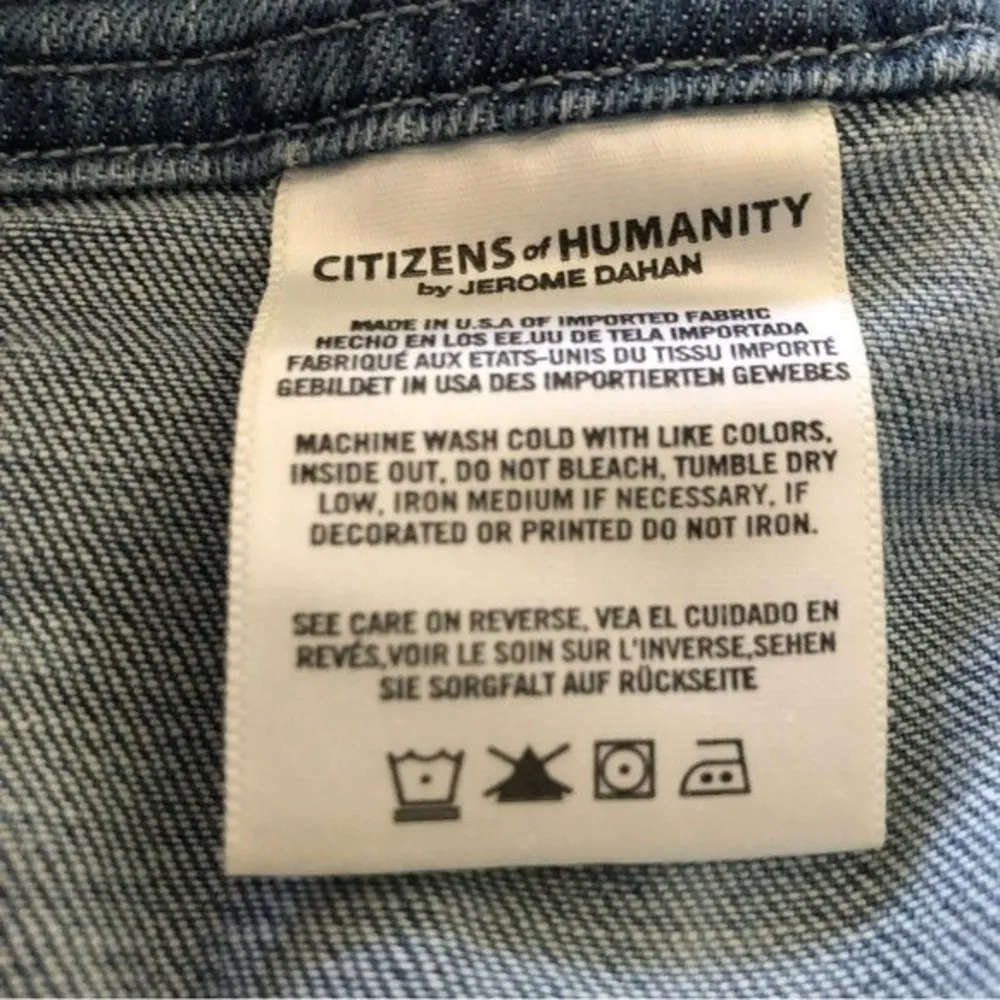 CITIZENS of HUMANITY
by JEROME DAHAN
MADE IN U.S.A OF IMPORTED FABRIC
HECHO EN LOS EE.UU DE TELA IMPORTADA
FABRIQUÉ AUX ETATS-UNIS DU TISSU IMPORTÉ
GEBILDET IN USA DES IMPORTIERTEN GEWEBES
MACHINE WASH COLD WITH LIKE COLORS,
INSIDE OUT, DO NOT BLEACH, TUMBLE DRY
LOW, IRON MEDIUM IF NECESSARY, IF
DECORATED OR PRINTED DO NOT IRON.
SEE CARE ON REVERSE, VEA EL CUIDADO EN
REVÉS,VOIR LE SOIN SUR L'INVERSE,SEHEN
SIE SORGFALT AUF RÜCKSEITE